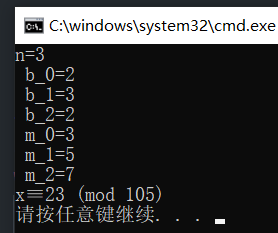 C:\windows\system32\cmd.exe
n=3
b_0=2
b_1=3
b_2=2
m_0=3
m_1=5
m_2=7
x≡23 (mod 105)
请按任意键继续. . .